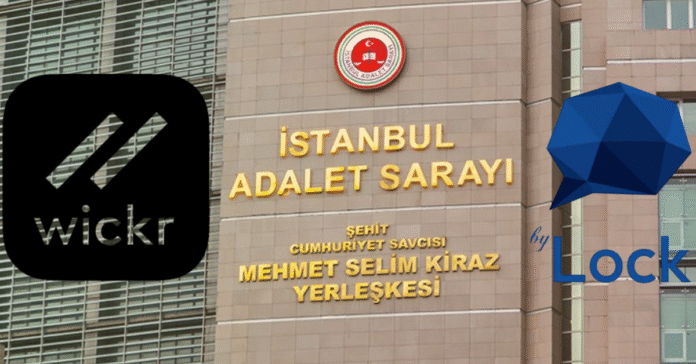 İSTANBUL
ADALET SARAYI
ŞEHİT
CUMHURİYET SAVCISI
MEHMET SELİM KİRAZ
YERLEŞKESİ
wickr
by Lock